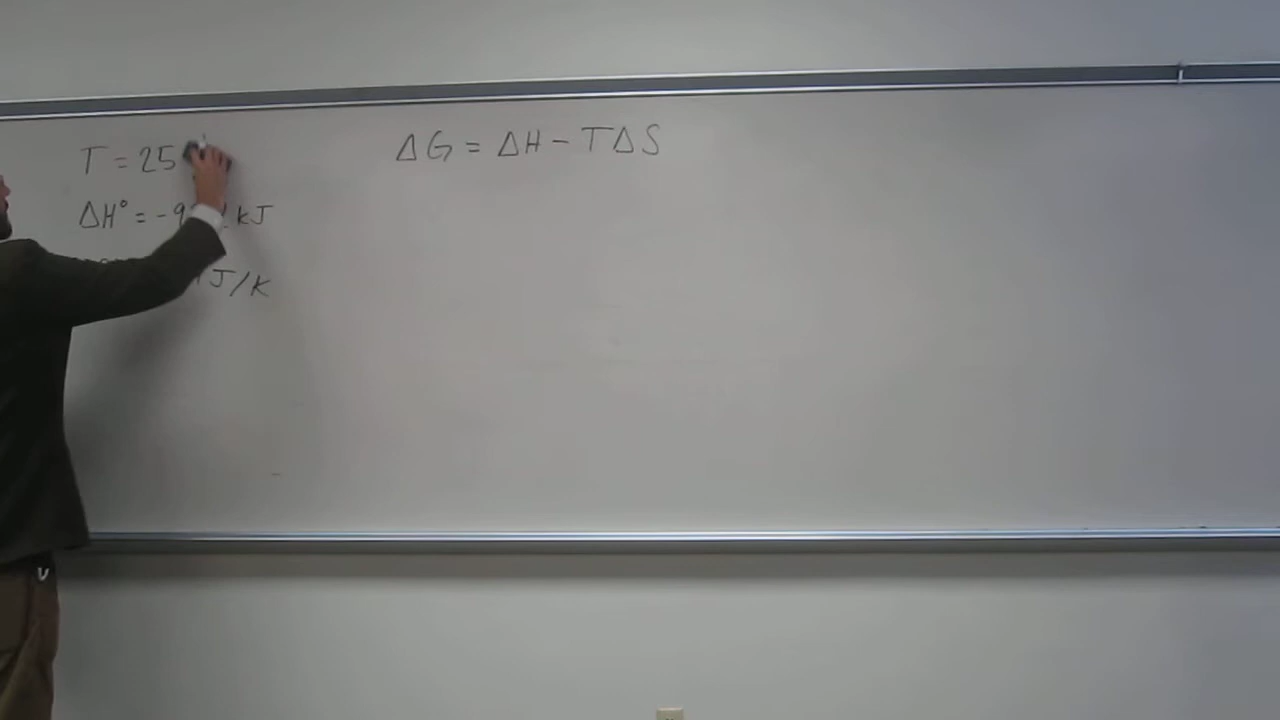 T = 25
ΔH° = -9 kJ
J/K
ΔG = ΔH - TΔS